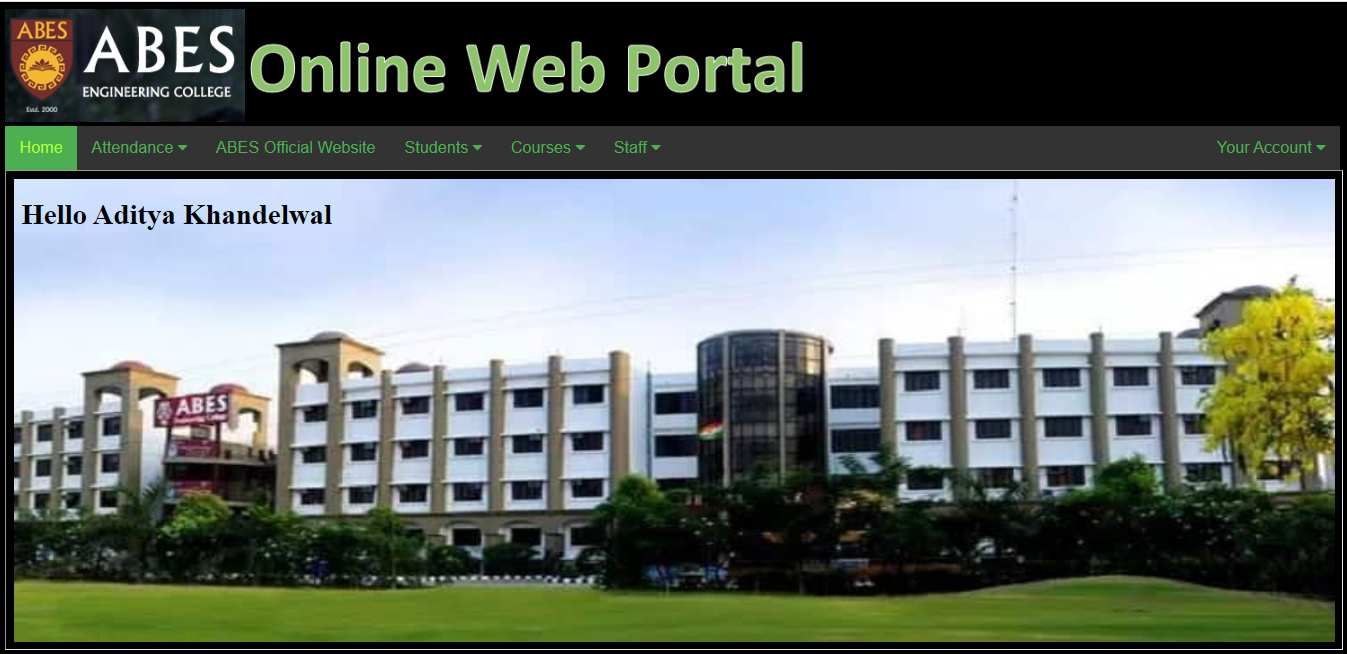 ABES
ABES
ENGINEERING COLLEGE
Estd. 2000
Online Web Portal
Home
Attendance
ABES Official Website
Students
Courses
Staff
Your Account
Hello Aditya Khandelwal
ABES